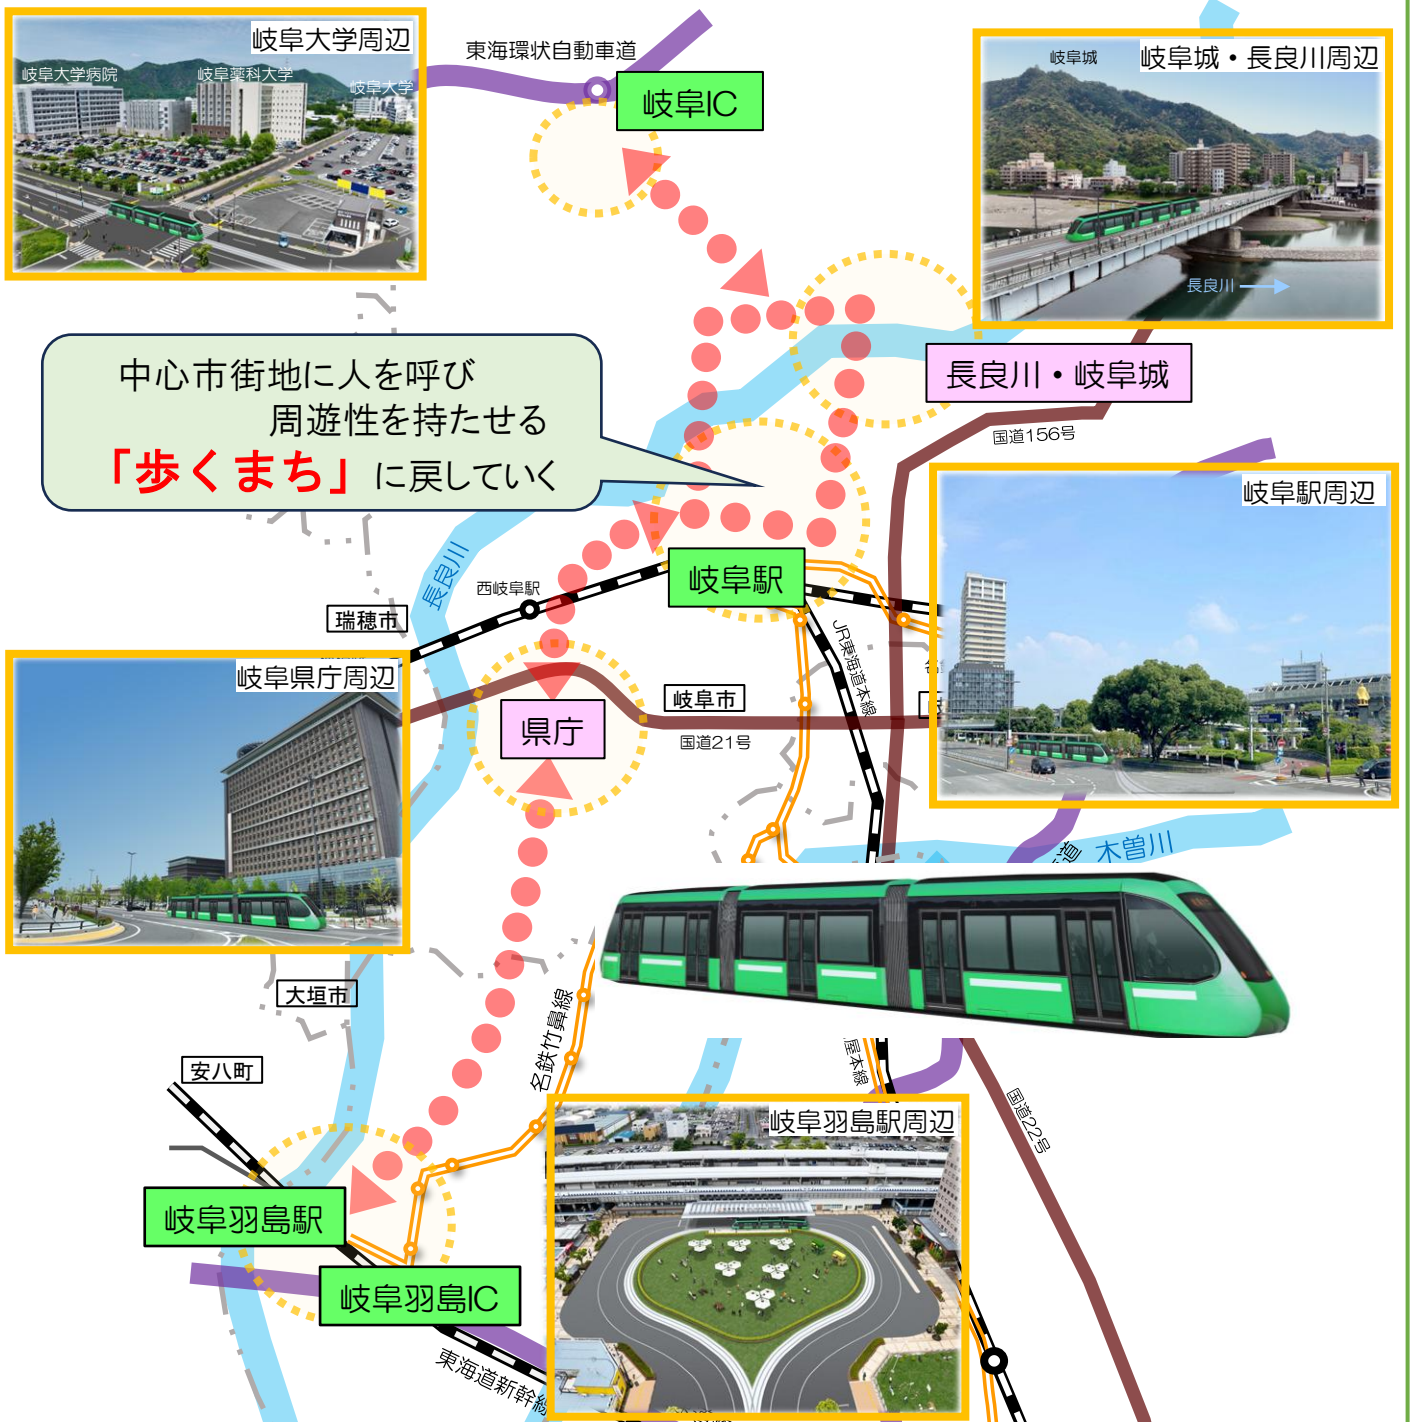 岐阜大学周辺
岐阜大学病院
岐阜薬科大学
岐阜大学
東海環状自動車道
岐阜IC
岐阜城・長良川周辺
岐阜城
長良川
中心市街地に人を呼び
周遊性を持たせる
「歩くまち」に戻していく
長良川・岐阜城
国道156号
岐阜駅周辺
長良川
西岐阜駅
岐阜駅
瑞穂市
JR東海道本線
岐阜県庁周辺
県庁
岐阜市
国道21号
木曽川
道
大垣市
名鉄竹鼻線
安八町
屋本線
国道22号
岐阜羽島駅周辺
岐阜羽島駅
岐阜羽島IC
東海道新幹線